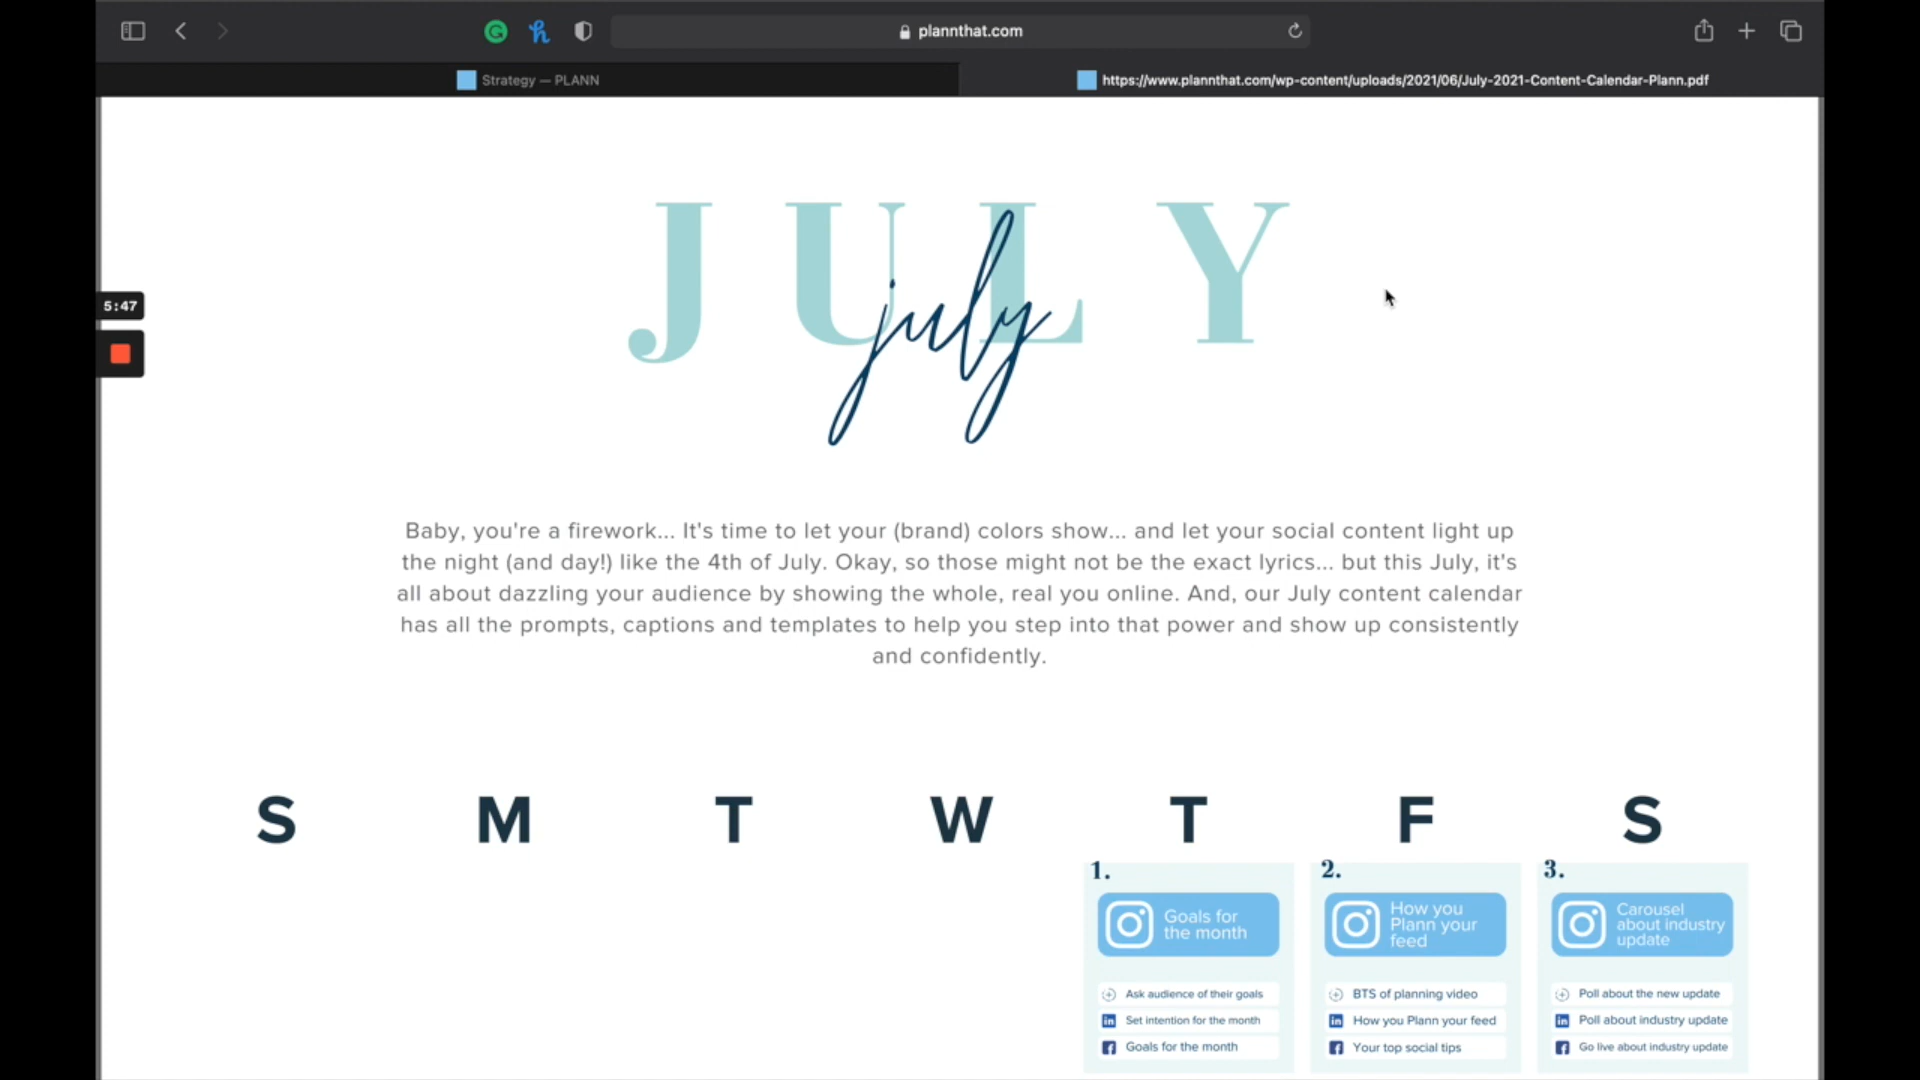 plannthat.com
Strategy — PLANN
https://www.plannthat.com/wp-content/uploads/2021/06/July-2021-Content-Calendar-Plann.pdf
JULY
july
5:47
Baby, you're a firework... It's time to let your (brand) colors show... and let your social content light up
the night (and day!) like the 4th of July. Okay, so those might not be the exact lyrics... but this July, it's
all about dazzling your audience by showing the whole, real you online. And, our July content calendar
has all the prompts, captions and templates to help you step into that power and show up consistently
and confidently.
S M T W T F S
1.
Goals for
the month
Ask audience of their goals
Set intention for the month
Goals for the month
2.
How you
Plann your
feed
BTS of planning video
How you Plann your feed
Your top social tips
3.
Carousel
about industry
update
Poll about the new update
Poll about industry update
Go live about industry update